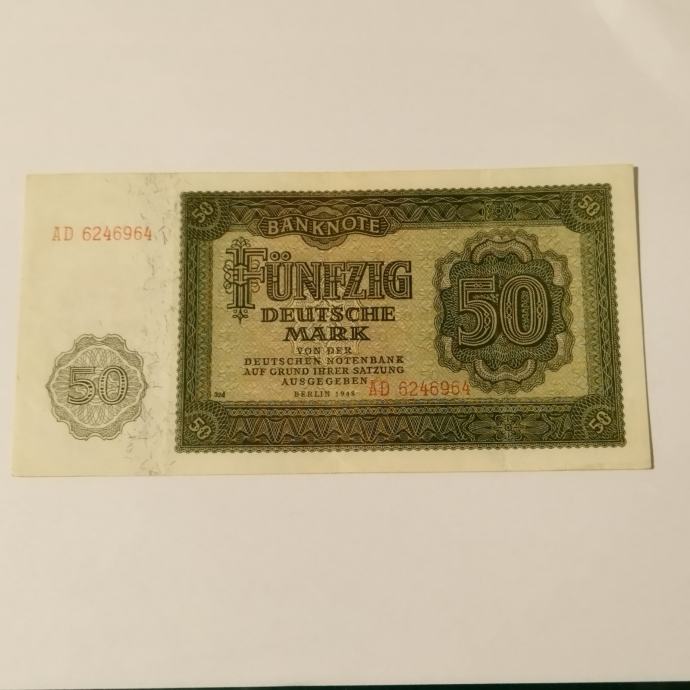 50
50
BANKNOTE
AD 6246964
FÜNFZIG
DEUTSCHE
MARK
50
VON DER
DEUTSCHEN NOTENBANK
AUF GRUND IHRER SATZUNG
AUSGEGEBEN
AD 6246964
BERLIN 1948
50
50
50